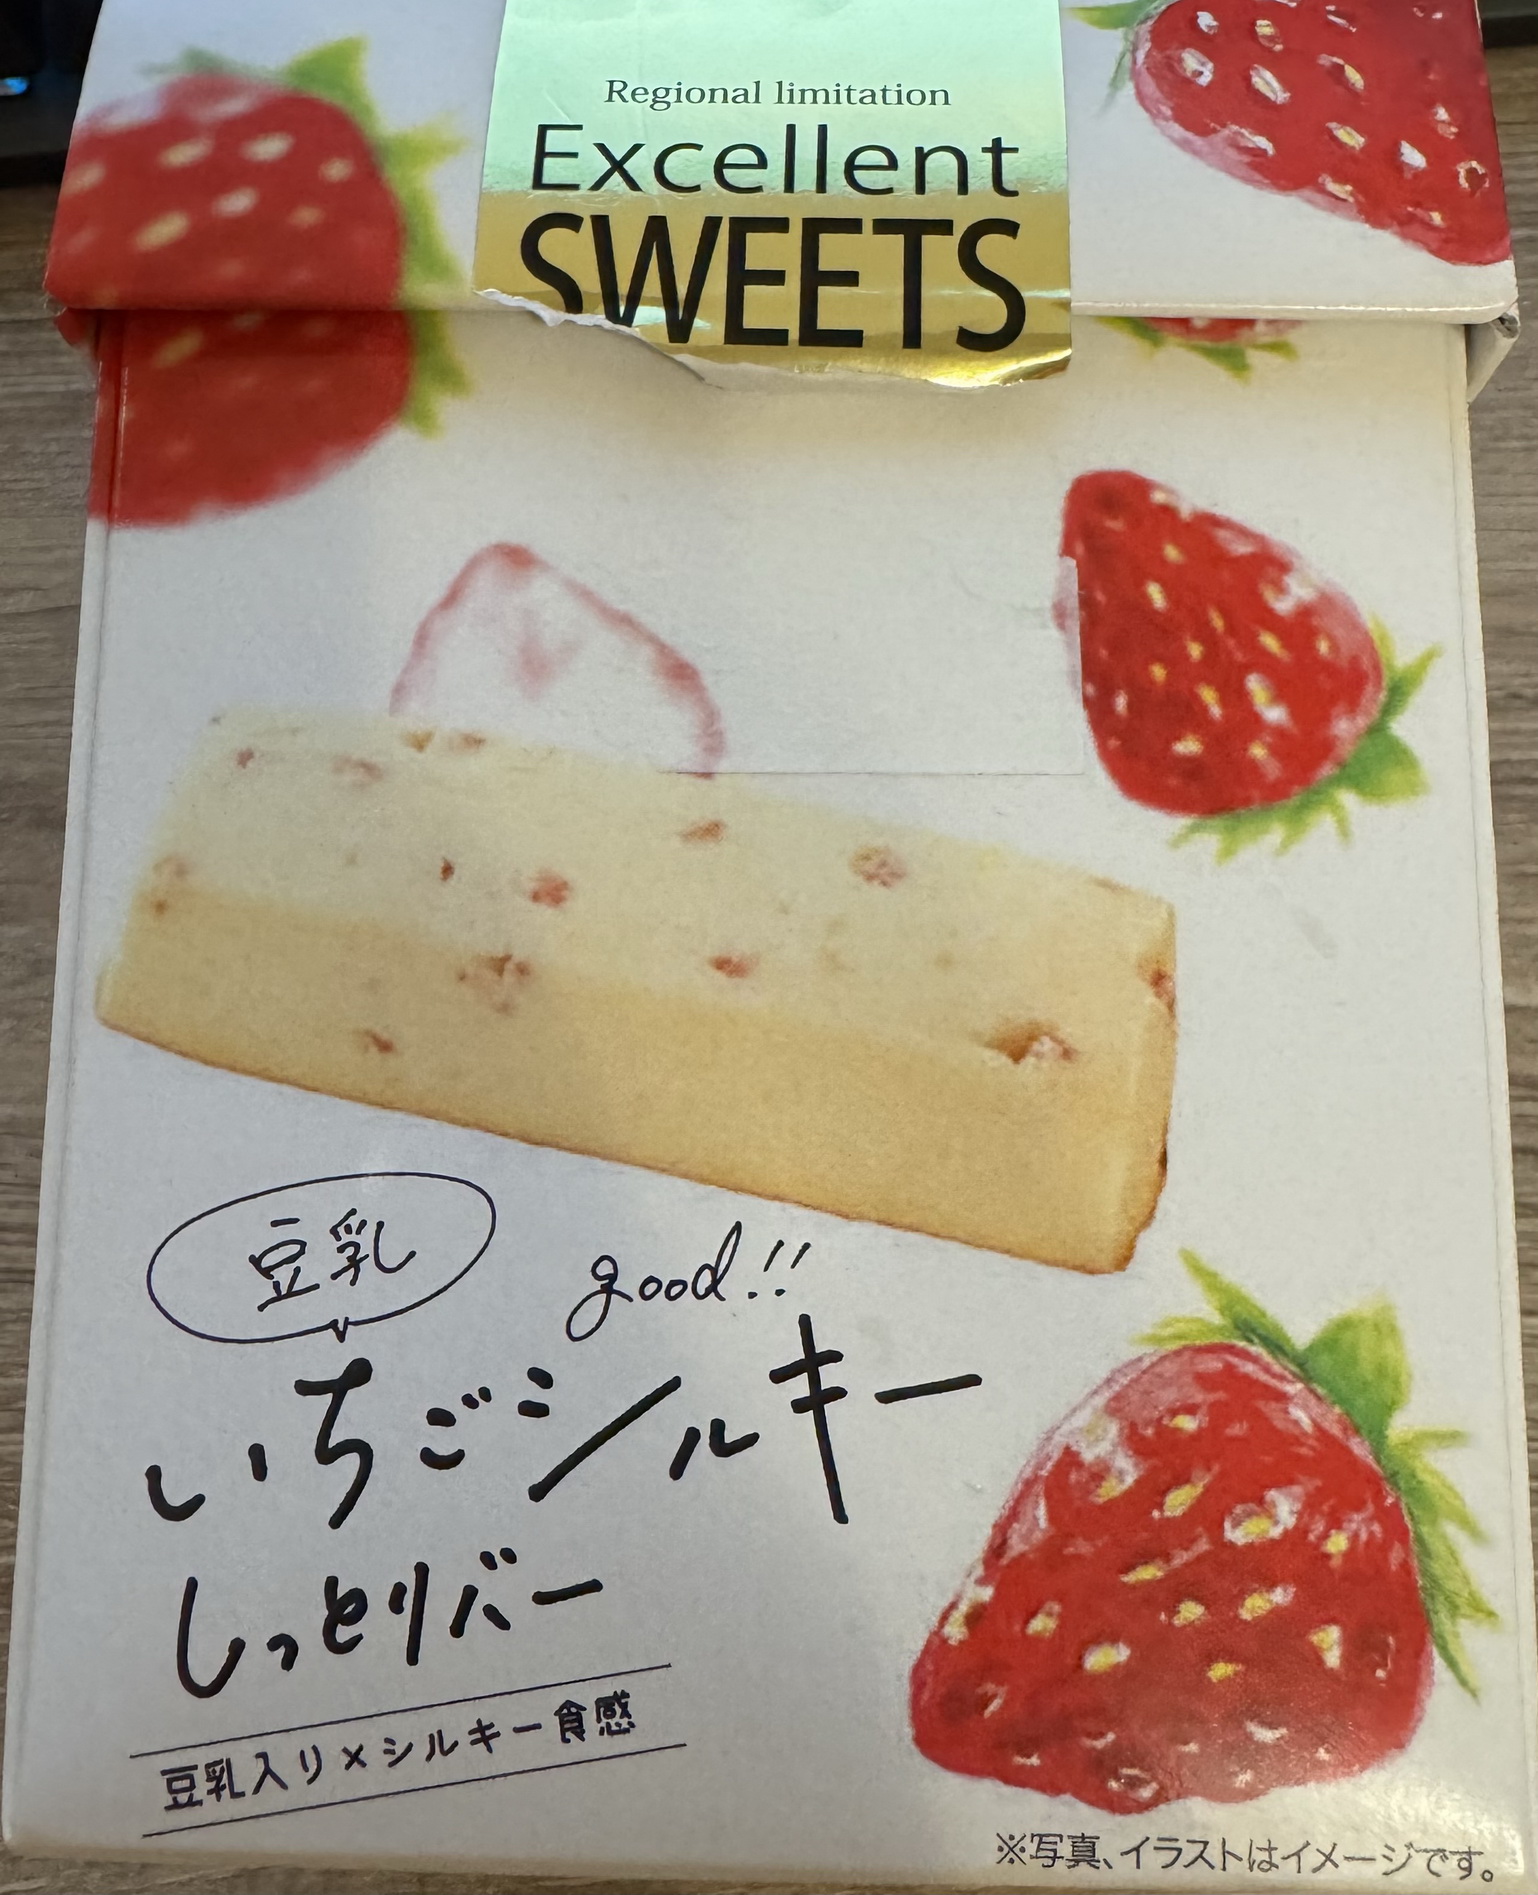 Regional limitation
Excellent
SWEETS
豆乳
good!!
いちごシルキー
しっとりバー
豆乳入り×シルキー食感
※写真、イラストはイメージです。